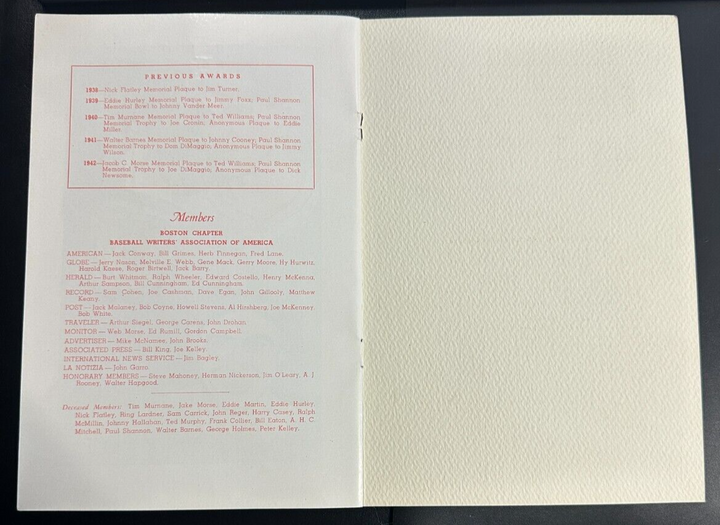 PREVIOUS AWARDS
1938—Nick Flatley Memorial Plaque to Jim Turner.
1939—Eddie Hurley Memorial Plaque to Jimmy Foxx; Paul Shannon
Memorial Bowl to Johnny Vander Meer.
1940—Tim Murnane Memorial Plaque to Ted Williams; Paul Shannon
Memorial Trophy to Joe Cronin; Anonymous Plaque to Eddie
Miller.
1941—Walter Barnes Memorial Plaque to Johnny Cooney; Paul Shannon
Memorial Trophy to Dom DiMaggio; Anonymous Plaque to Jimmy
Wilson.
1942—Jacob C. Morse Memorial Plaque to Ted Williams; Paul Shannon
Memorial Trophy to Joe DiMaggio; Anonymous Plaque to Dick
Newsome.
Members
BOSTON CHAPTER
BASEBALL WRITERS' ASSOCIATION OF AMERICA
AMERICAN—Jack Conway, Bill Grimes, Herb Finnegan, Fred Lane.
GLOBE—Jerry Nason, Melville E. Webb, Gene Mack, Gerry Moore, Hy Hurwitz,
Harold Kaese, Roger Birtwell, Jack Barry.
HERALD—Burt Whitman, Ralph Wheeler, Edward Costello, Henry McKenna,
Arthur Sampson, Bill Cunningham, Ed Cunningham.
RECORD—Sam Cohen, Joe Cashman, Dave Egan, John Gillooly, Matthew
Keany.
POST—Jack Malaney, Bob Coyne, Howell Stevens, Al Hirshberg, Joe McKenney
Bob White.
TRAVELER—Arthur Siegel, George Carens, John Drohan.
MONITOR—Web Morse, Ed Rumill, Gordon Campbell.
ADVERTISER—Mike McNamee, John Brooks.
ASSOCIATED PRESS—Bill King, Joe Kelley.
INTERNATIONAL NEWS SERVICE—Jim Bagley.
LA NOTIZIA—John Garro.
HONORARY MEMBERS—Steve Mahoney, Herman Nickerson, Jim O'Leary, A. J.
Rooney, Walter Hapgood.
Deceased Members: Tim Murnane, Jake Morse, Eddie Martin, Eddie Hurley,
Nick Flatley, Ring Lardner, Sam Carrick, John Reger, Harry Casey, Ralph
McMillin, Johnny Hallahan, Ted Murphy, Frank Collier, Bill Eaton, A. H. C.
Mitchell, Paul Shannon, Walter Barnes, George Holmes, Peter Kelley.